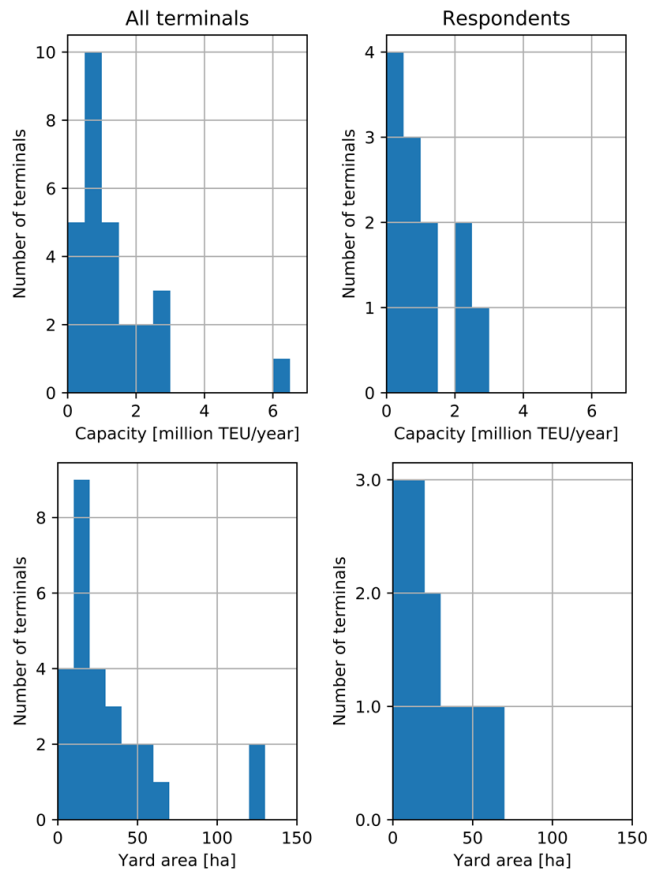 All terminals
Respondents
10
8
6
4
2
0
Number of terminals
0 2 4 6
Capacity [million TEU/year]
4
3
2
1
0
Number of terminals
0 2 4 6
Capacity [million TEU/year]
8
6
4
2
0
Number of terminals
0 50 100 150
Yard area [ha]
3.0
2.0
1.0
0.0
Number of terminals
0 50 100 150
Yard area [ha]